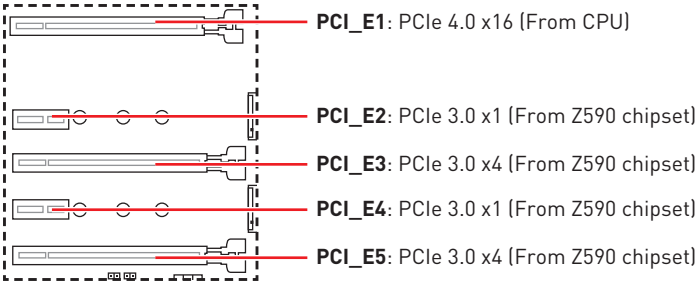 PCI_E1: PCIe 4.0 x16 (From CPU)
PCI_E2: PCIe 3.0 x1 (From Z590 chipset)
PCI_E3: PCIe 3.0 x4 (From Z590 chipset)
PCI_E4: PCIe 3.0 x1 (From Z590 chipset)
PCI_E5: PCIe 3.0 x4 (From Z590 chipset)